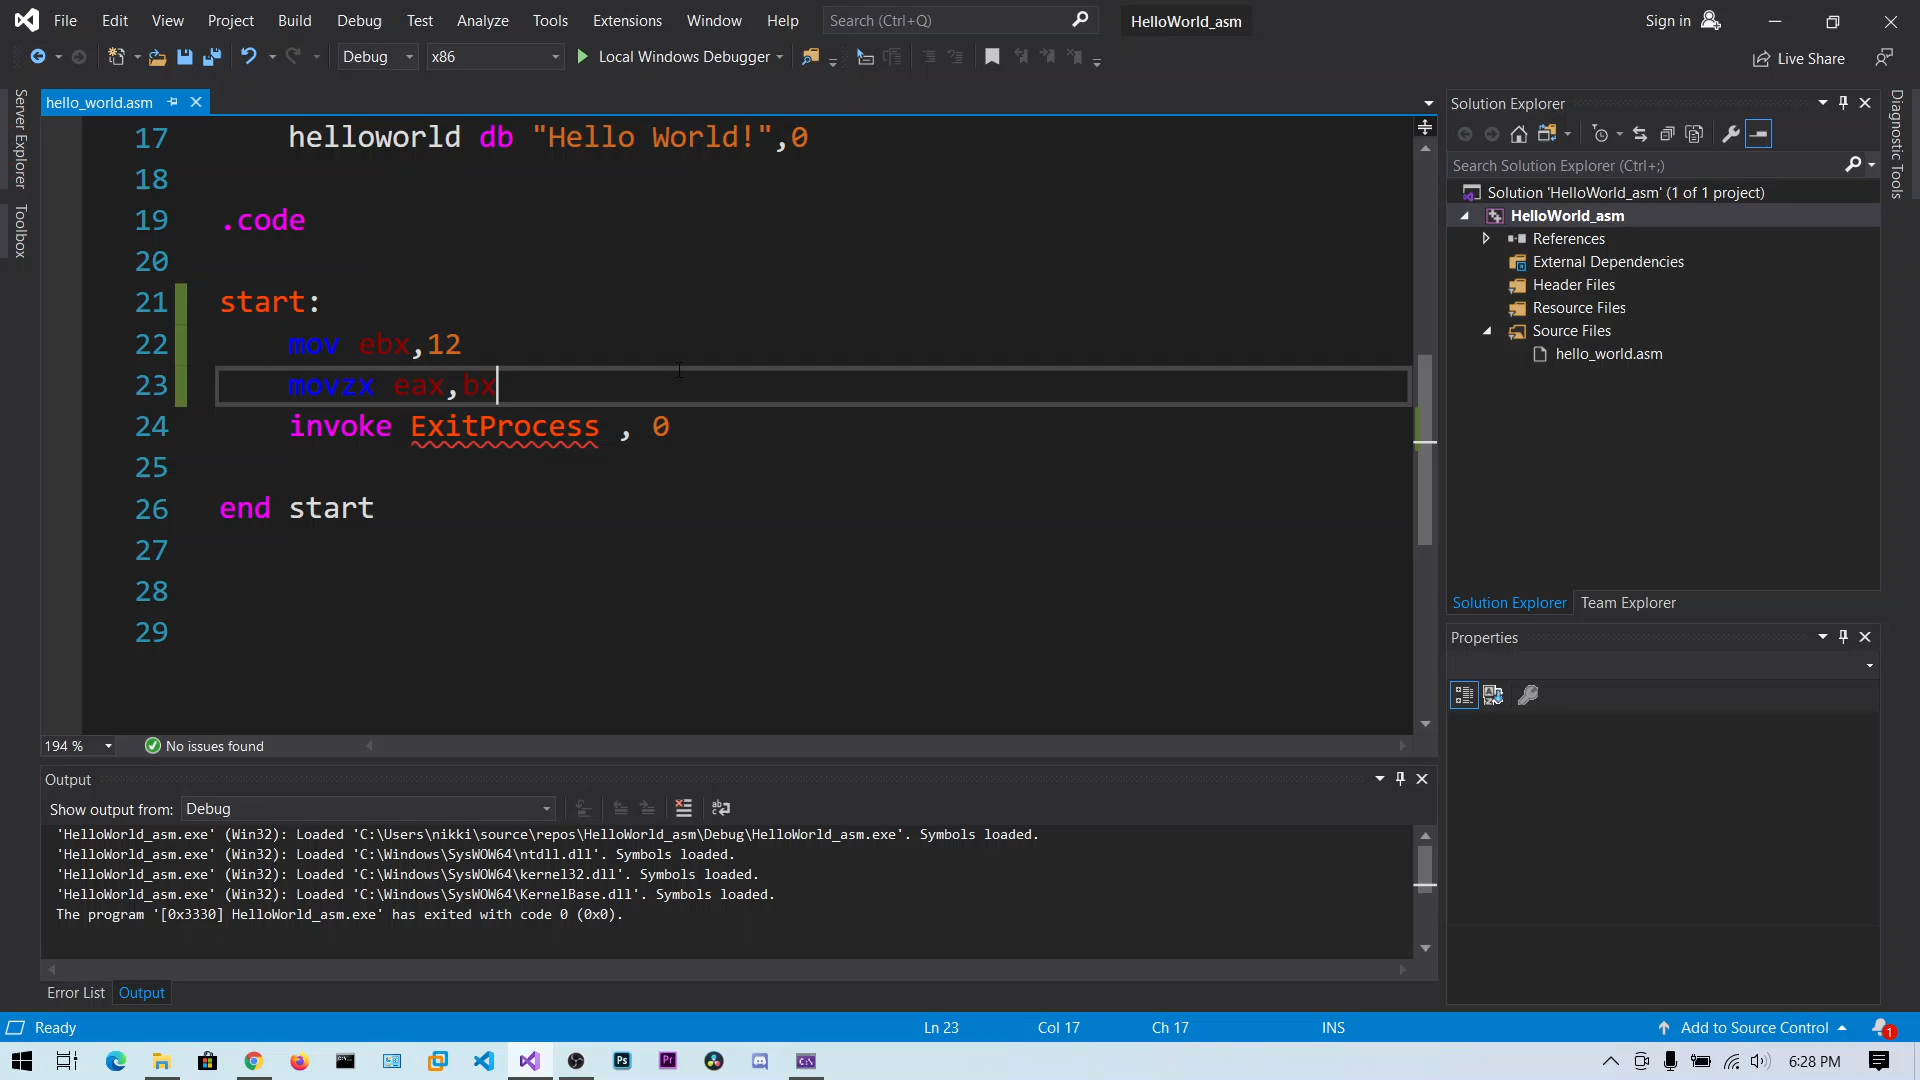 File Edit View Project Build Debug Test Analyze Tools Extensions Window Help Search (Ctrl+Q) HelloWorld_asm Sign in
Debug x86 Local Windows Debugger Live Share
Server Explorer
Toolbox
hello_world.asm
17 helloworld db "Hello World!",0
18
19 .code
20
21 start:
22 mov ebx,12
23 movzx eax,bx
24 invoke ExitProcess , 0
25
26 end start
27
28
29
194 % No issues found
Output
Show output from: Debug
'HelloWorld_asm.exe' (Win32): Loaded 'C:\Users\nikki\source\repos\HelloWorld_asm\Debug\HelloWorld_asm.exe'. Symbols loaded.
'HelloWorld_asm.exe' (Win32): Loaded 'C:\Windows\SysWOW64\ntdll.dll'. Symbols loaded.
'HelloWorld_asm.exe' (Win32): Loaded 'C:\Windows\SysWOW64\kernel32.dll'. Symbols loaded.
'HelloWorld_asm.exe' (Win32): Loaded 'C:\Windows\SysWOW64\KernelBase.dll'. Symbols loaded.
The program '[0x3330] HelloWorld_asm.exe' has exited with code 0 (0x0).
Error List Output
Solution Explorer
Search Solution Explorer (Ctrl+;)
Solution 'HelloWorld_asm' (1 of 1 project)
HelloWorld_asm
References
External Dependencies
Header Files
Resource Files
Source Files
hello_world.asm
Solution Explorer Team Explorer
Properties
Diagnostic Tools
Ready Ln 23 Col 17 Ch 17 INS Add to Source Control 1
Ps Pr 6:28 PM